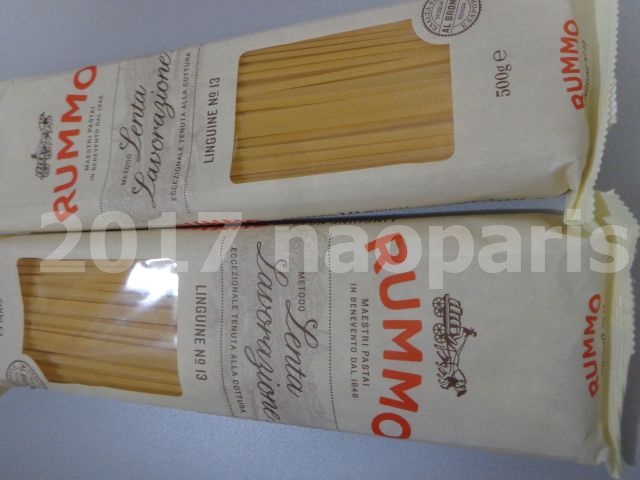 RUMMO
MAESTRI PASTAI
IN BENEVENTO DAL 1846
METODO
Lenta
Lavorazione
ECCEZIONALE TENUTA ALLA COTTURA
LINGUINE No 13
AL BRON
500g e
RUMMO
2017 naoparis
RUMMO
MAESTRI PASTAI
IN BENEVENTO DAL 1846
METODO
Lenta
Lavorazione
ECCEZIONALE TENUTA ALLA COTTURA
LINGUINE No 13
RUMMO